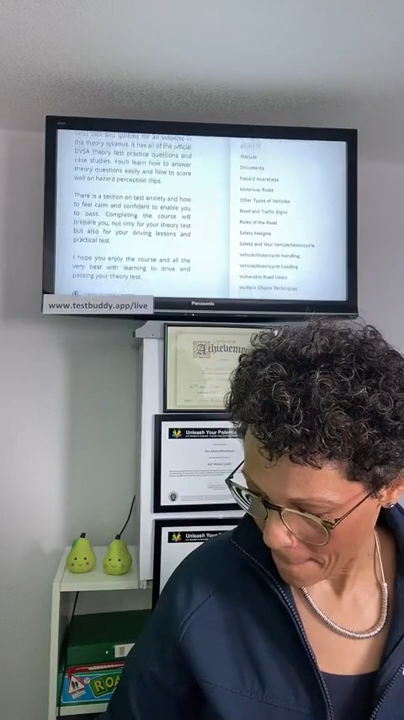 the theory syllabus. It has all of the official
DVSA theory test practice questions and
case studies. You'll learn how to answer
theory questions easily and how to score
well on hazard perception clips.
There is a section on test anxiety and how
to feel calm and confident to enable you
to pass. Completing the course will
prepare you, not only for your theory test
but also for your driving lessons and
practical test.
I hope you enjoy the course and all the
very best with learning to drive and
passing your theory test.
Attitude
Documents
Hazard Awareness
Motorway Rules
Other Types of Vehicles
Road and Traffic Signs
Rules of the Road
Safety Margins
Safety and Your Vehicle/Motorcycle
Vehicle/Motorcycle Handling
Vehicle/Motorcycle Loading
Vulnerable Road Users
Multiple Choice Techniques
www.testbuddy.app/live
Panasonic
Achievement
Unleash Your Potential
Unleash Your
ROA